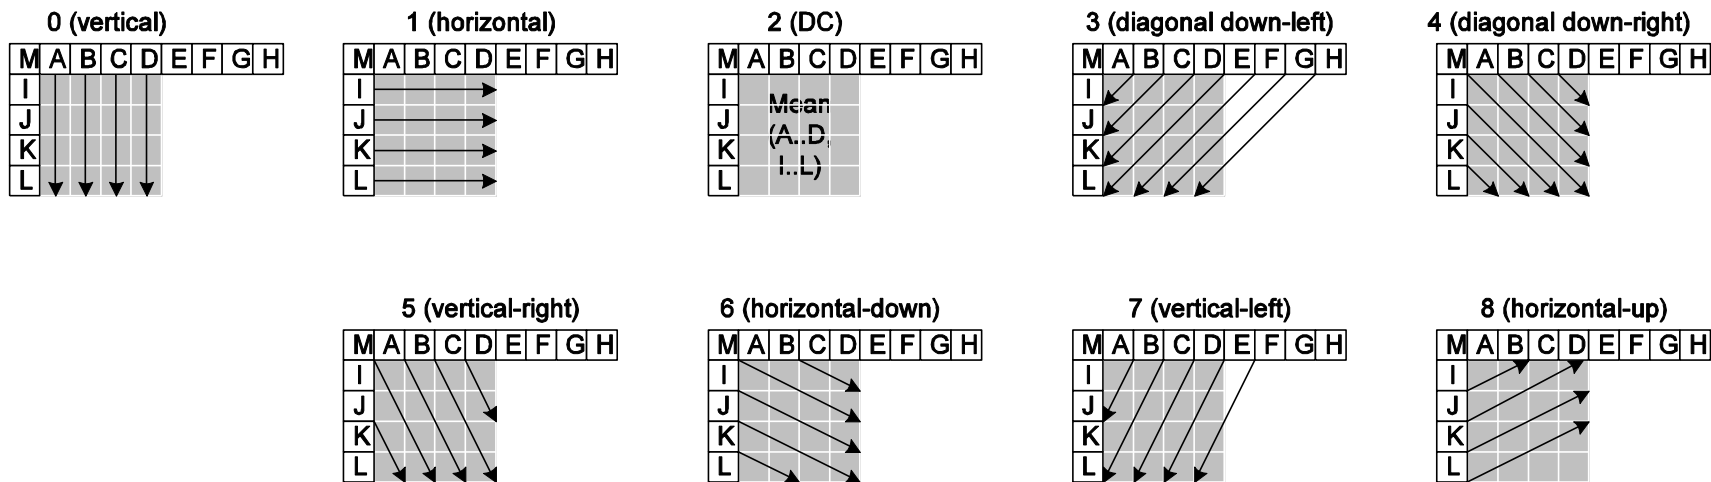 0 (vertical)
M A B C D E F G H
I
J
K
L
1 (horizontal)
M A B C D E F G H
I
J
K
L
2 (DC)
M A B C D E F G H
I
J
K
L
Mean
(A..D,
I..L)
3 (diagonal down-left)
M A B C D E F G H
I
J
K
L
4 (diagonal down-right)
M A B C D E F G H
I
J
K
L
5 (vertical-right)
M A B C D E F G H
I
J
K
L
6 (horizontal-down)
M A B C D E F G H
I
J
K
L
7 (vertical-left)
M A B C D E F G H
I
J
K
L
8 (horizontal-up)
M A B C D E F G H
I
J
K
L